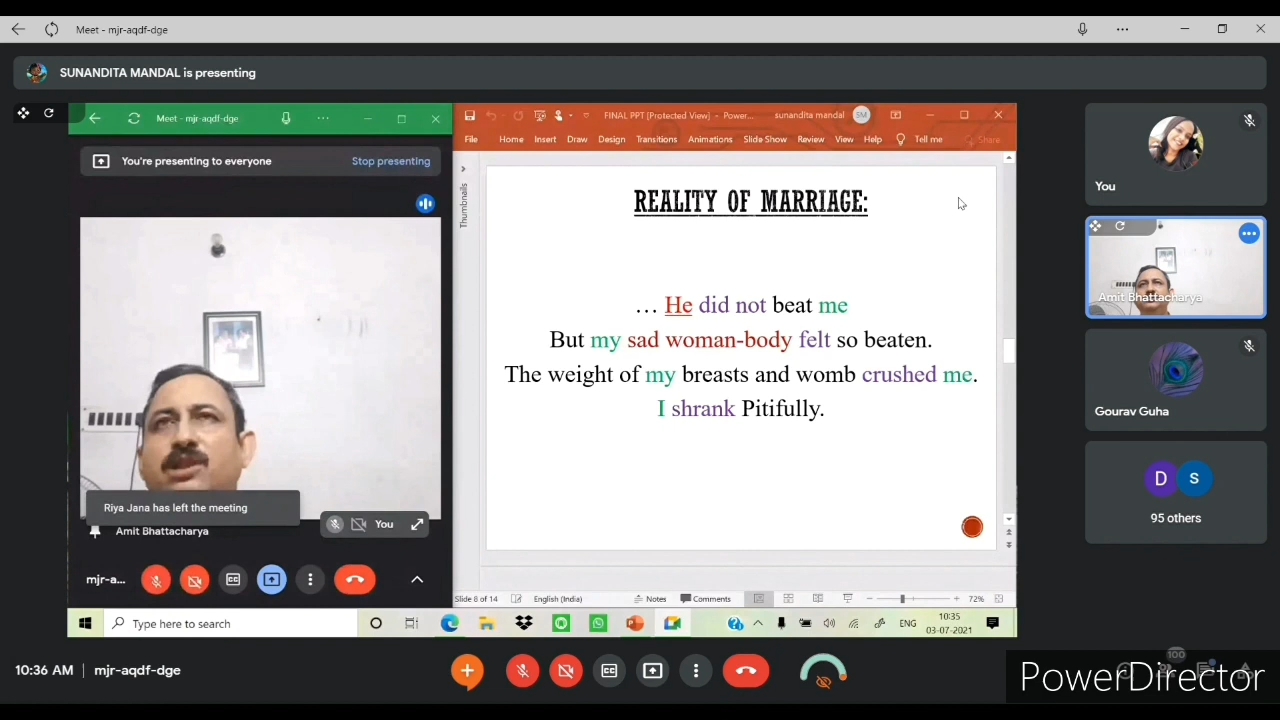 Meet - mjr-aqdf-dge
SUNANDITA MANDAL is presenting
Meet - mjr-aqdf-dge
You're presenting to everyone
Stop presenting
Riya Jana has left the meeting
Amit Bhattacharya
You
mjr-a...
FINAL PPT [Protected View] - Power...
sunandita mandal
SM
File Home Insert Draw Design Transitions Animations Slide Show Review View Help Tell me Share
Thumbnails
REALITY OF MARRIAGE:
… He did not beat me
But my sad woman-body felt so beaten.
The weight of my breasts and womb crushed me.
I shrank Pitifully.
Slide 8 of 14 English (India) Notes Comments 72%
Type here to search
ENG
10:35
03-07-2021
You
Amit Bhattacharya
Gourav Guha
D S
95 others
10:36 AM | mjr-aqdf-dge
100
PowerDirector